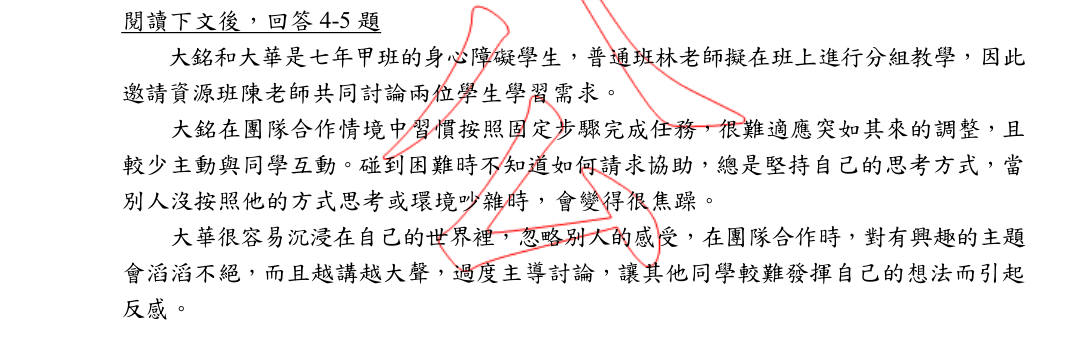 閱讀下文後，回答 4-5 題
大銘和大華是七年甲班的身心障礙學生，普通班林老師擬在班上進行分組教學，因此
邀請資源班陳老師共同討論兩位學生學習需求。
大銘在團隊合作情境中習慣按照固定步驟完成任務，很難適應突如其來的調整，且
較少主動與同學互動。碰到困難時不知道如何請求協助，總是堅持自己的思考方式，當
別人沒按照他的方式思考或環境吵雜時，會變得很焦躁。
大華很容易沉浸在自己的世界裡，忽略別人的感受，在團隊合作時，對有興趣的主題
會滔滔不絕，而且越講越大聲，過度主導討論，讓其他同學較難發揮自己的想法而引起
反感。